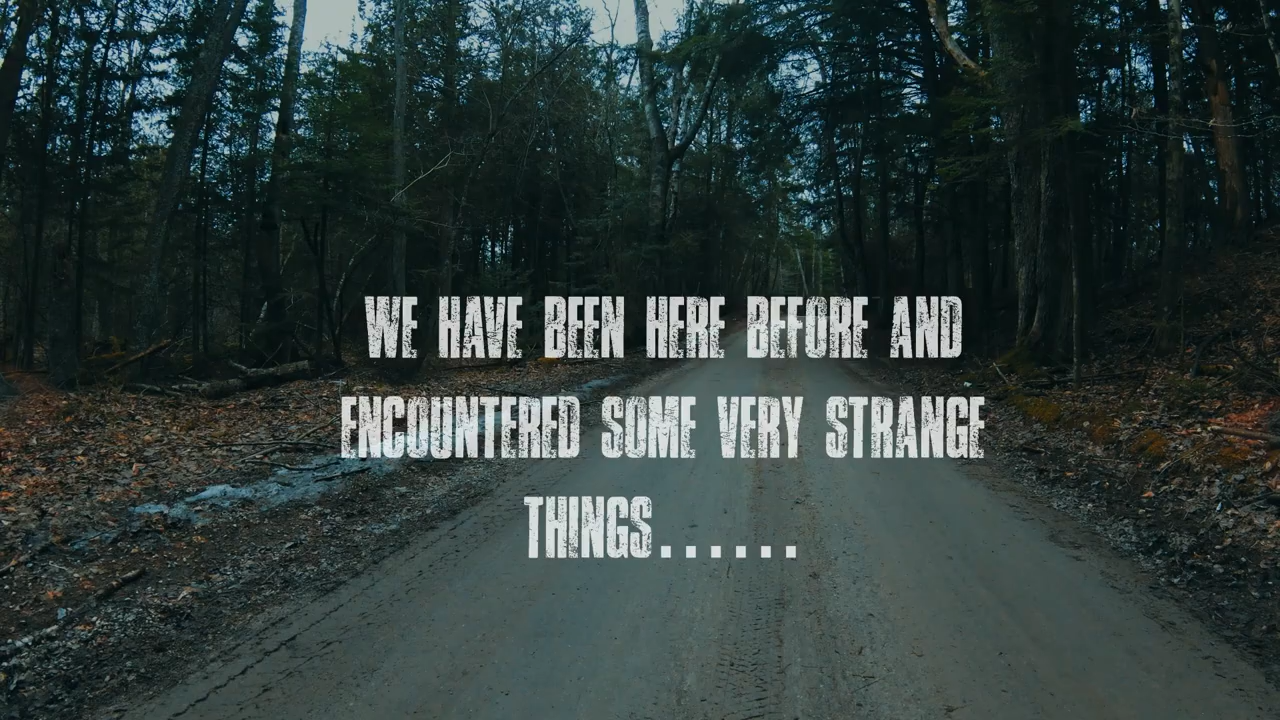 WE HAVE BEEN HERE BEFORE AND
ENCOUNTERED SOME VERY STRANGE
THINGS......